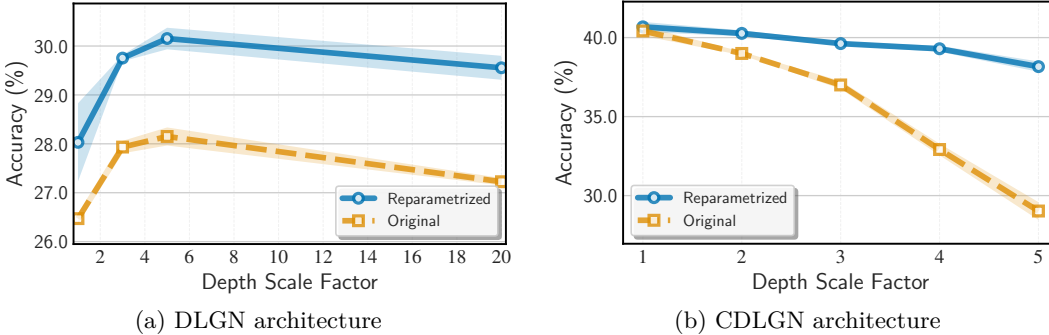 Accuracy (%)
30.0
29.0
28.0
27.0
26.0
2 4 6 8 10 12 14 16 18 20
Depth Scale Factor
Reparametrized
Original
(a) DLGN architecture
Accuracy (%)
40.0
35.0
30.0
1 2 3 4 5
Depth Scale Factor
Reparametrized
Original
(b) CDLGN architecture